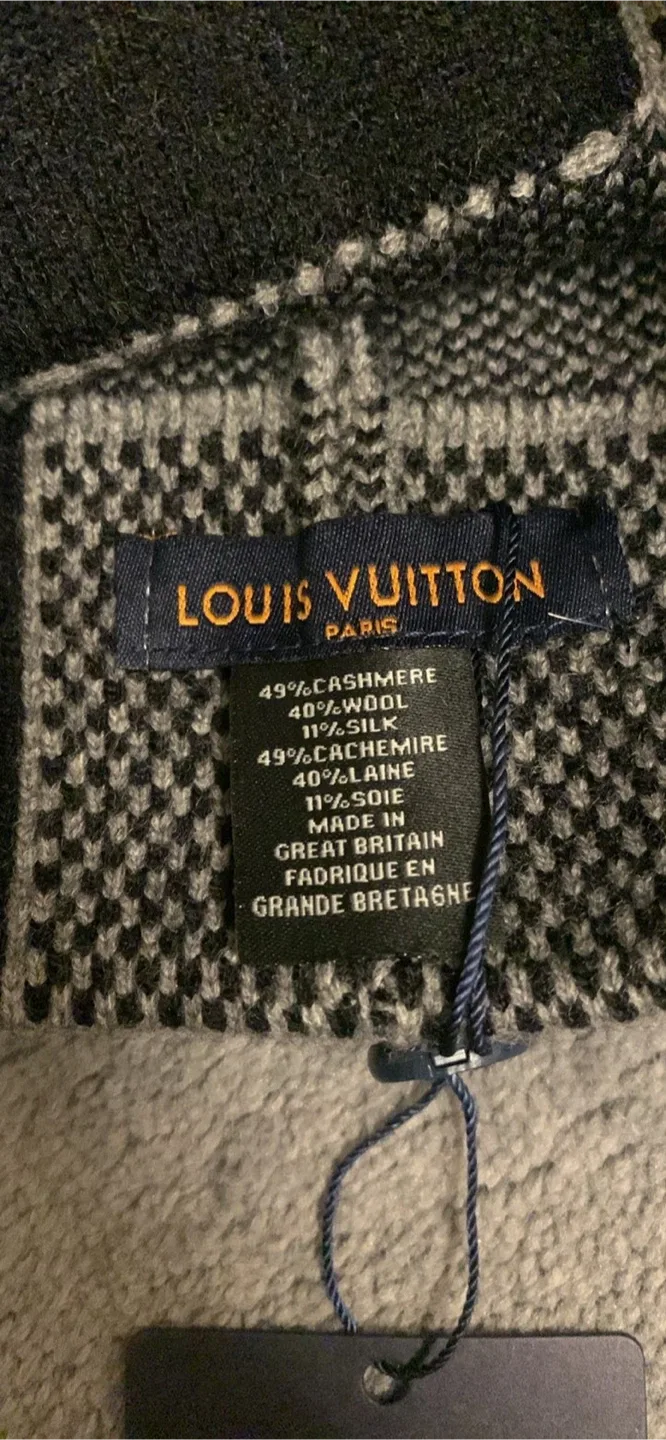 LOUIS VUITTON
PARIS
49%CASHMERE
40%WOOL
11%SILK
49%CACHEMIRE
40%LAINE
11%SOIE
MADE IN
GREAT BRITAIN
FADRIQUE EN
GRANDE BRETAGNE